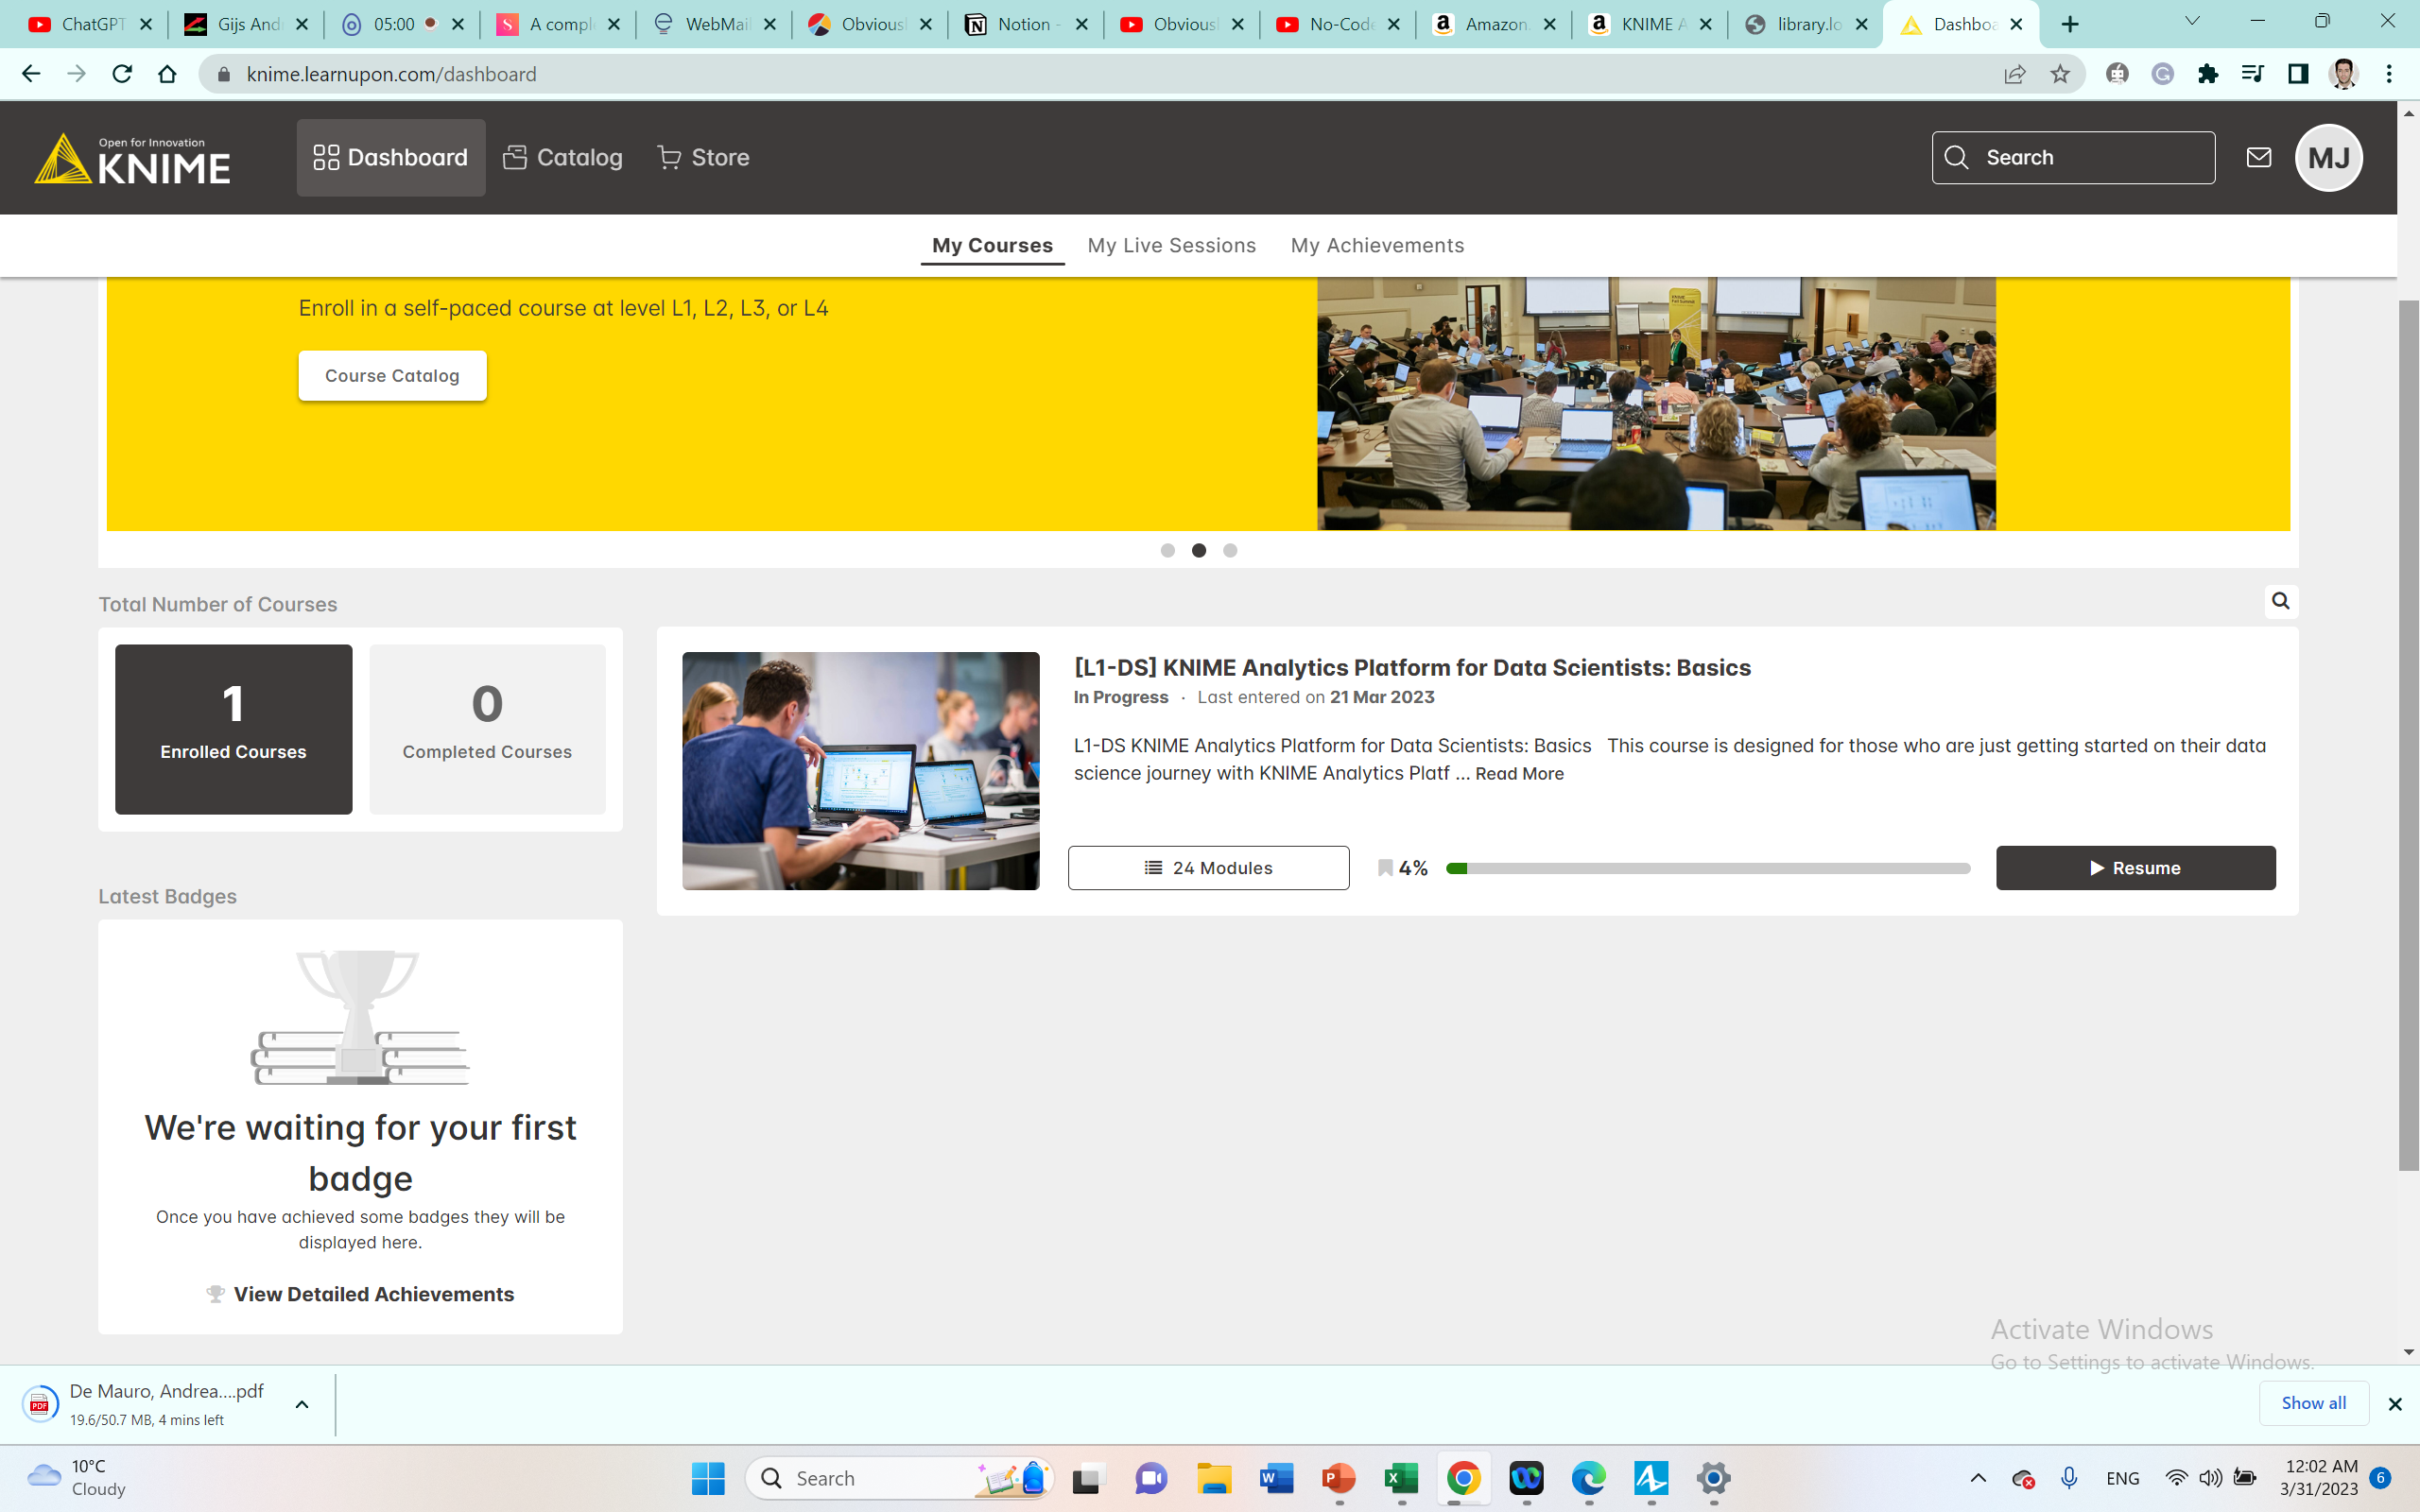 ChatGPT
Gijs And
05:00
A compl
WebMail
Obviousl
Notion -
Obviousl
No-Code
Amazon.
KNIME A
library.lo
Dashboa
knime.learnupon.com/dashboard
Open for Innovation
KNIME
Dashboard
Catalog
Store
Search
MJ
My Courses
My Live Sessions
My Achievements
Enroll in a self-paced course at level L1, L2, L3, or L4
Course Catalog
Total Number of Courses
1
Enrolled Courses
0
Completed Courses
[L1-DS] KNIME Analytics Platform for Data Scientists: Basics
In Progress · Last entered on 21 Mar 2023
L1-DS KNIME Analytics Platform for Data Scientists: Basics This course is designed for those who are just getting started on their data
science journey with KNIME Analytics Platf ... Read More
24 Modules
4%
Resume
Latest Badges
We're waiting for your first
badge
Once you have achieved some badges they will be
displayed here.
View Detailed Achievements
Activate Windows
Go to Settings to activate Windows.
De Mauro, Andrea....pdf
19.6/50.7 MB, 4 mins left
Show all
10°C
Cloudy
Search
ENG
12:02 AM
3/31/2023
6